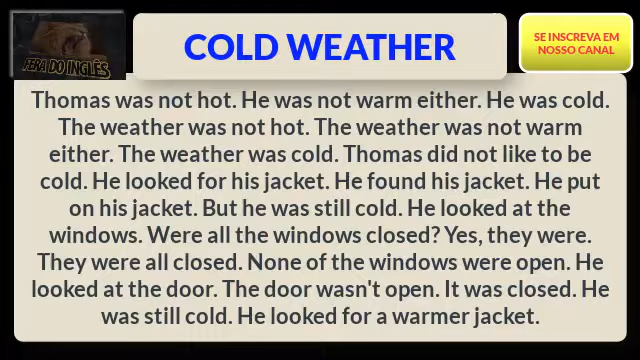 FERA DO INGLÊS
COLD WEATHER
SE INSCREVA EM
NOSSO CANAL
Thomas was not hot. He was not warm either. He was cold.
The weather was not hot. The weather was not warm
either. The weather was cold. Thomas did not like to be
cold. He looked for his jacket. He found his jacket. He put
on his jacket. But he was still cold. He looked at the
windows. Were all the windows closed? Yes, they were.
They were all closed. None of the windows were open. He
looked at the door. The door wasn't open. It was closed. He
was still cold. He looked for a warmer jacket.